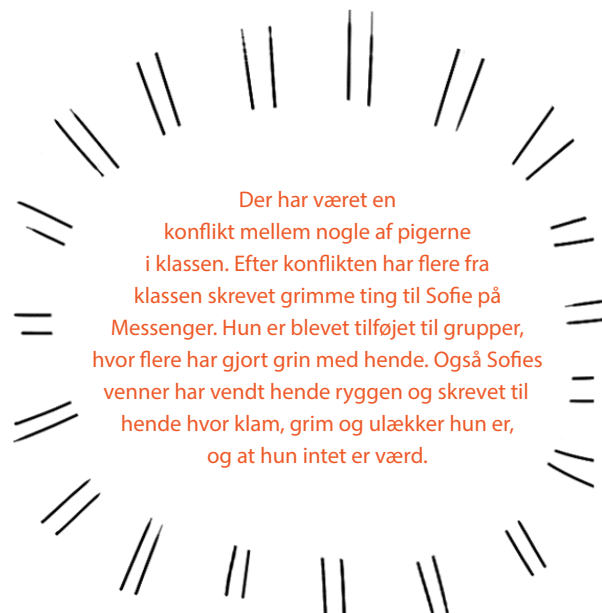 Der har været en
konflikt mellem nogle af pigerne
i klassen. Efter konflikten har flere fra
klassen skrevet grimme ting til Sofie på
Messenger. Hun er blevet tilføjet til grupper,
hvor flere har gjort grin med hende. Også Sofies
venner har vendt hende ryggen og skrevet til
hende hvor klam, grim og ulækker hun er,
og at hun intet er værd.